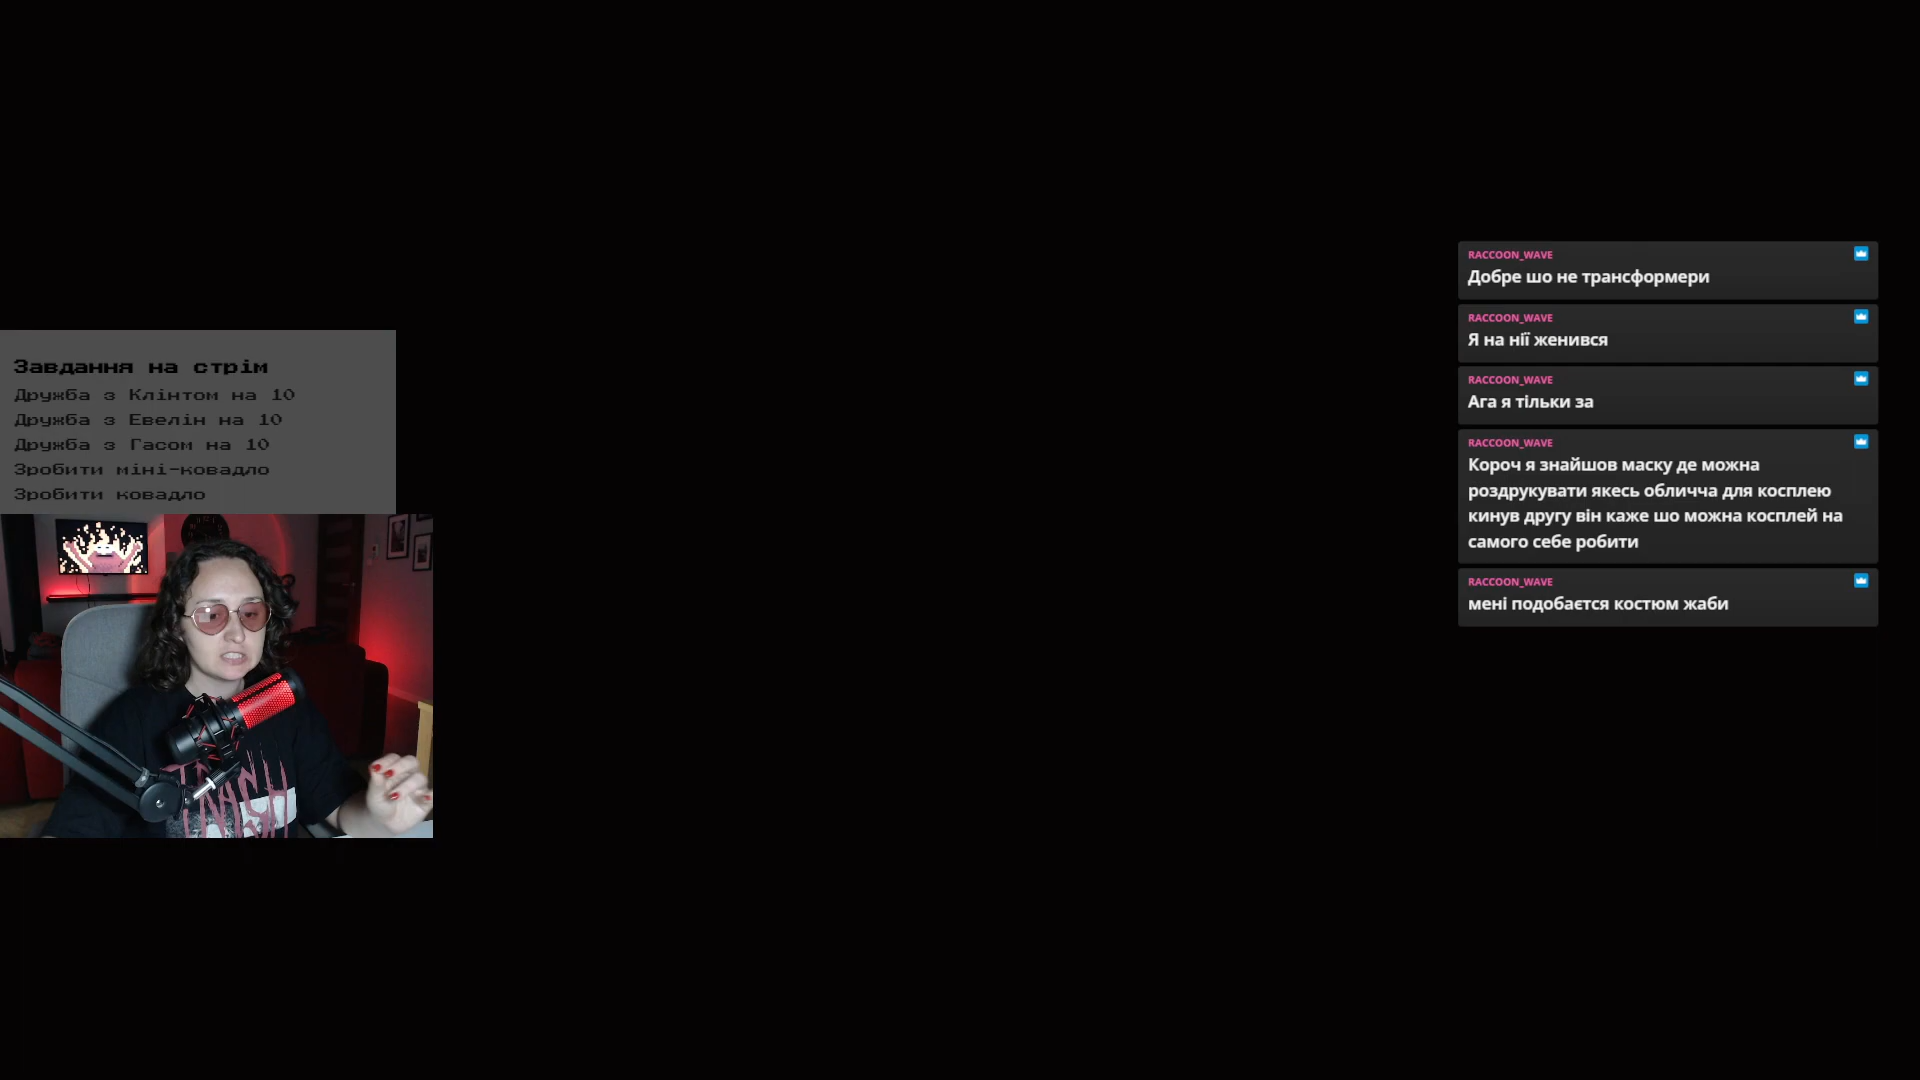 Завдання на стрім
Дружба з Клінтом на 10
Дружба з Евелін на 10
Дружба з Гасом на 10
Зробити міні-ковадло
Зробити ковадло
RACCOON_WAVE
Добре шо не трансформери
RACCOON_WAVE
Я на нії женився
RACCOON_WAVE
Ага я тільки за
RACCOON_WAVE
Короч я знайшов маску де можна
роздрукувати якесь обличча для косплею
кинув другу він каже шо можна косплей на
самого себе робити
RACCOON_WAVE
мені подобаєтся костюм жаби